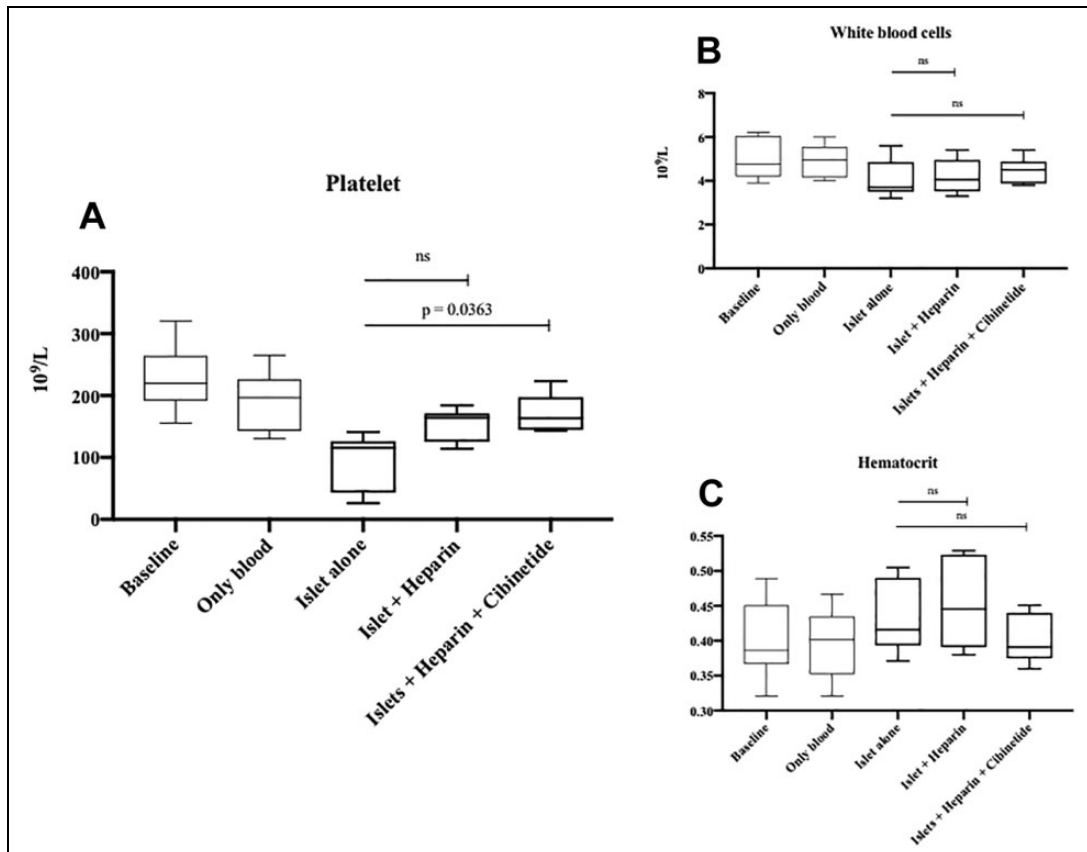 A
Platelet
10⁹/L
400
300
200
100
0
ns
p = 0.0363
Baseline
Only blood
Islet alone
Islet + Heparin
Islets + Heparin + Cibinetide
B
White blood cells
10⁹/L
8
6
4
2
0
ns
ns
Baseline
Only blood
Islet alone
Islet + Heparin
Islets + Heparin + Cibinetide
C
Hematocrit
0.55
0.50
0.45
0.40
0.35
0.30
ns
ns
Baseline
Only blood
Islet alone
Islet + Heparin
Islets + Heparin + Cibinetide